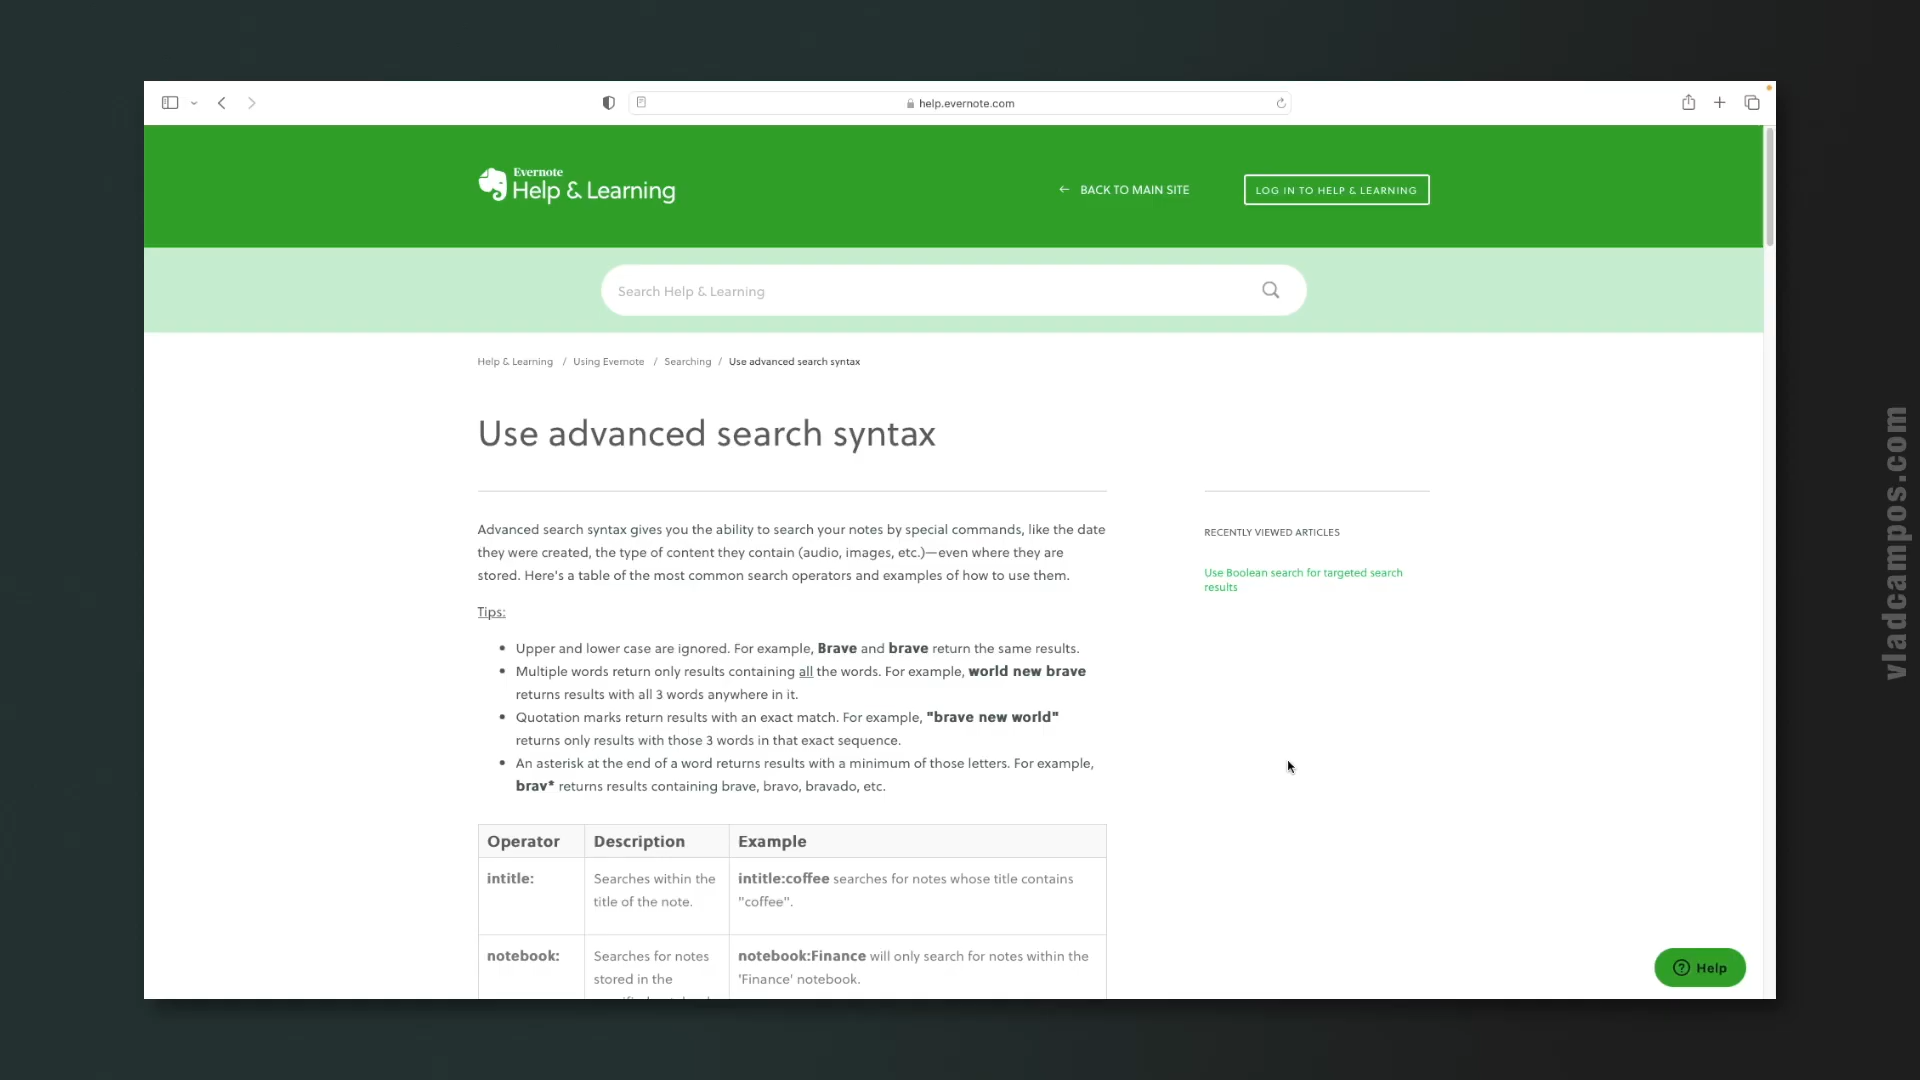 help.evernote.com
Evernote
Help & Learning
← BACK TO MAIN SITE
LOG IN TO HELP & LEARNING
Search Help & Learning
Help & Learning / Using Evernote / Searching / Use advanced search syntax
Use advanced search syntax
Advanced search syntax gives you the ability to search your notes by special commands, like the date
they were created, the type of content they contain (audio, images, etc.)—even where they are
stored. Here's a table of the most common search operators and examples of how to use them.
Tips:
• Upper and lower case are ignored. For example, Brave and brave return the same results.
• Multiple words return only results containing all the words. For example, world new brave
returns results with all 3 words anywhere in it.
• Quotation marks return results with an exact match. For example, "brave new world"
returns only results with those 3 words in that exact sequence.
• An asterisk at the end of a word returns results with a minimum of those letters. For example,
brav* returns results containing brave, bravo, bravado, etc.
Operator Description Example
intitle: Searches within the intitle:coffee searches for notes whose title contains
title of the note. "coffee".
notebook: Searches for notes notebook:Finance will only search for notes within the
stored in the 'Finance' notebook.
RECENTLY VIEWED ARTICLES
Use Boolean search for targeted search
results
Help
vladcampos.com